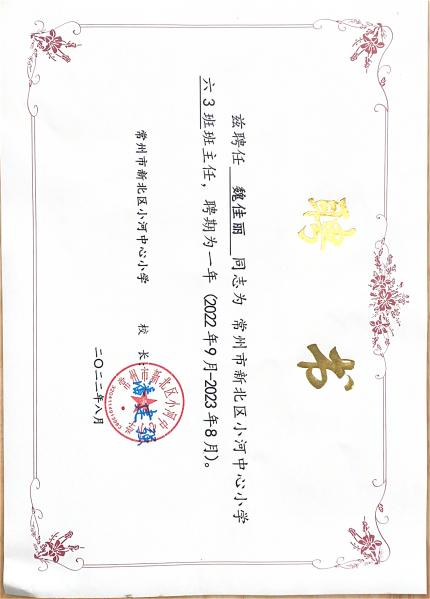 聘书
兹聘任 魏佳丽 同志为 常州市新北区小河中心小学
六3班班主任，聘期为一年（2022年9月-2023年8月）。
常州市新北区小河中心小学 校 长
二〇二二年八月